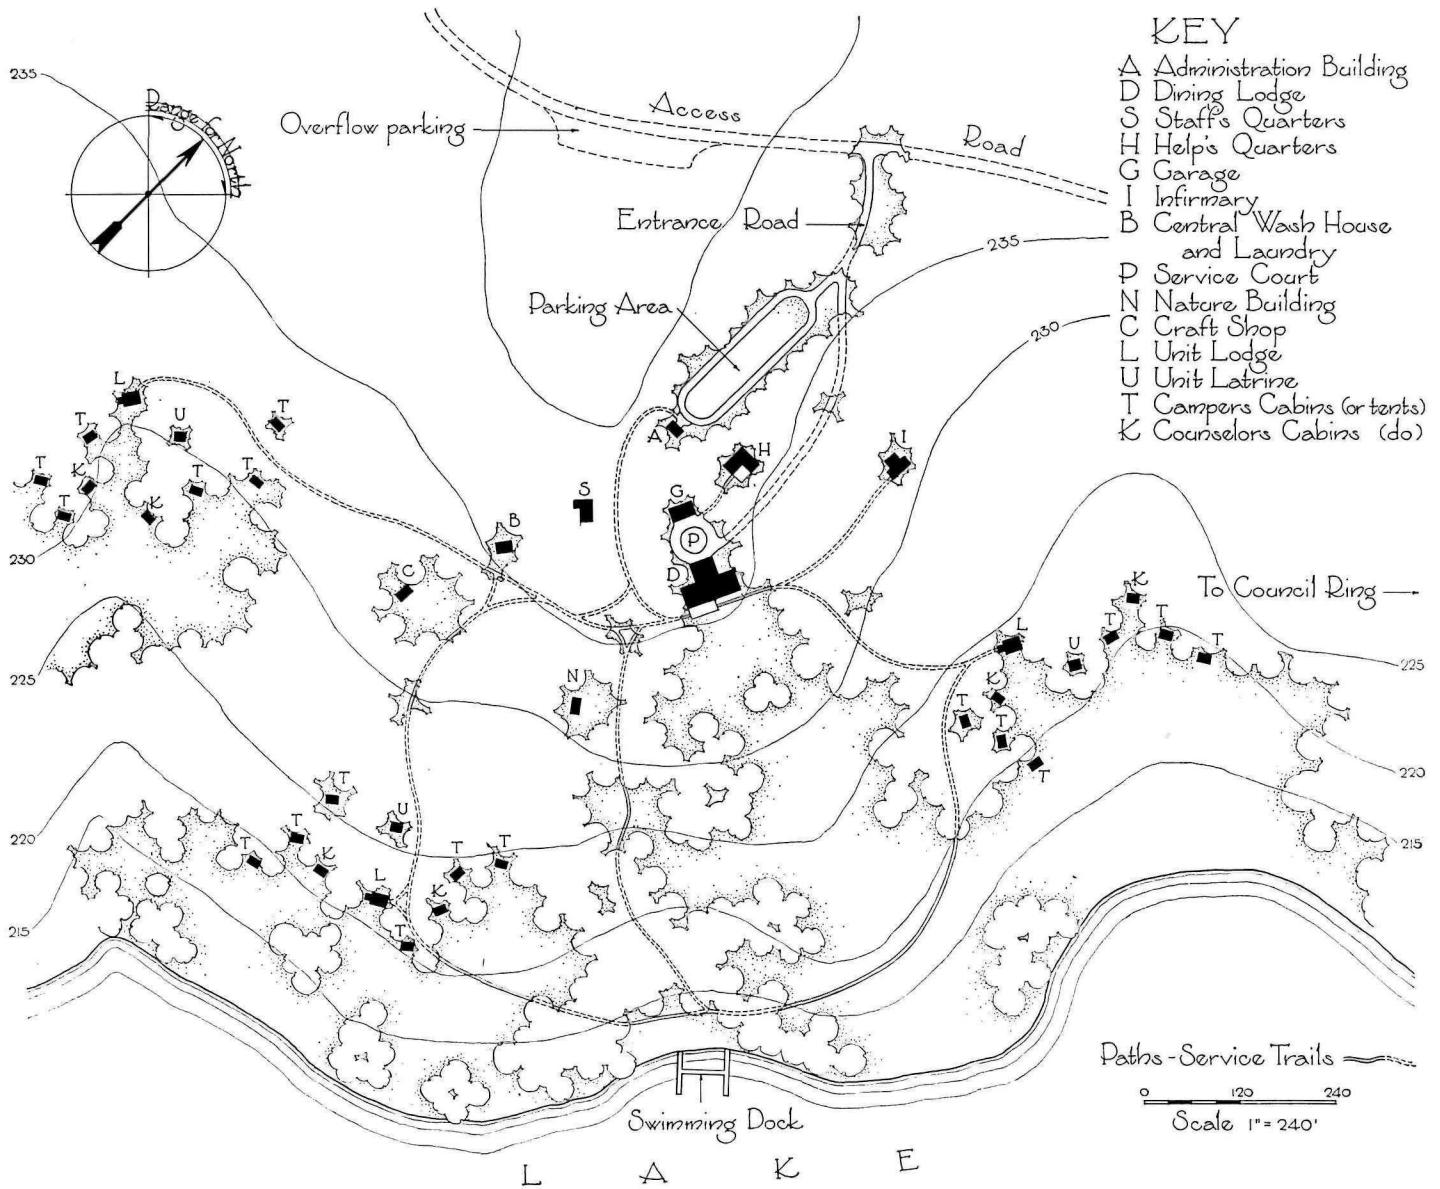 KEY
A Administration Building
D Dining Lodge
S Staff's Quarters
H Help's Quarters
G Garage
I Infirmary
B Central Wash House
and Laundry
P Service Court
N Nature Building
C Craft Shop
L Unit Lodge
U Unit Latrine
T Campers Cabins (or tents)
K Counselors Cabins (do)
235
Range for North
Overflow parking
Access Road
Entrance Road
235
Parking Area
230
L
T
U
T
A
H
I
T
K
T
T
S
G
T
K
B
P
230
C
D
K
To Council Ring
L
T
T
U
T
225
225
N
K
T
T
T
220
T
U
220
T
T
T
T
215
K
L
K
215
T
Paths - Service Trails
0 120 240
Scale 1" = 240'
Swimming Dock
LAKE